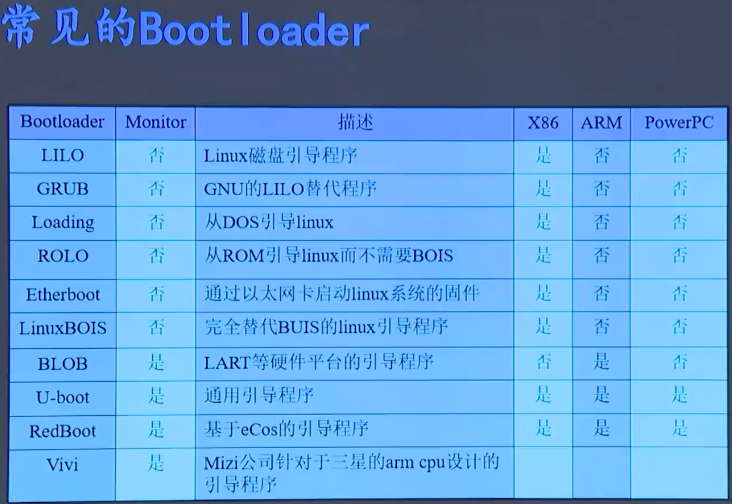 常见的Bootloader
Bootloader Monitor 描述 X86 ARM PowerPC
LILO 否 Linux磁盘引导程序 是 否 否
GRUB 否 GNU的LILO替代程序 是 否 否
Loading 否 从DOS引导linux 是 否 否
ROLO 否 从ROM引导linux而不需要BOIS 是 否 否
Etherboot 否 通过以太网卡启动linux系统的固件 是 否 否
LinuxBOIS 否 完全替代BUIS的linux引导程序 是 否 否
BLOB 是 LART等硬件平台的引导程序 否 是 否
U-boot 是 通用引导程序 是 是 是
RedBoot 是 基于eCos的引导程序 是 是 是
Vivi 是 Mizi公司针对于三星的arm cpu设计的
引导程序